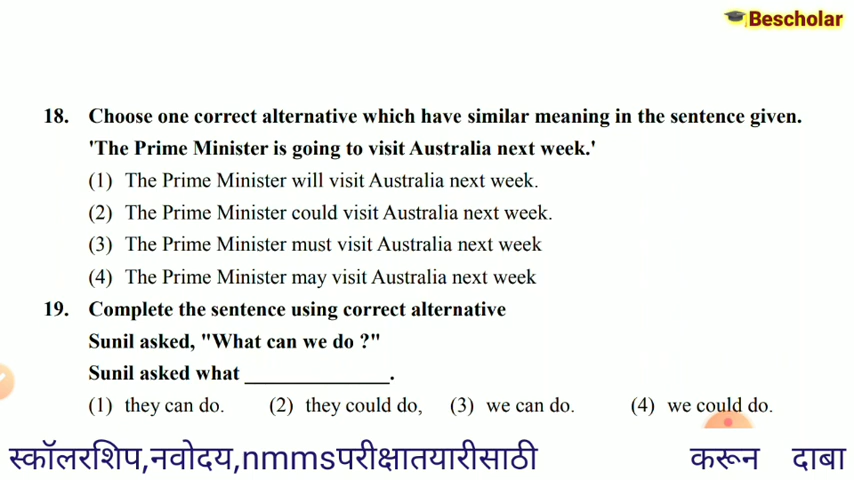 Bescholar
18. Choose one correct alternative which have similar meaning in the sentence given.
'The Prime Minister is going to visit Australia next week.'
(1) The Prime Minister will visit Australia next week.
(2) The Prime Minister could visit Australia next week.
(3) The Prime Minister must visit Australia next week
(4) The Prime Minister may visit Australia next week
19. Complete the sentence using correct alternative
Sunil asked, "What can we do ?"
Sunil asked what ______________.
(1) they can do. (2) they could do, (3) we can do. (4) we could do.
स्कॉलरशिप,नवोदय,nmmsपरीक्षातयारीसाठी करून दाबा